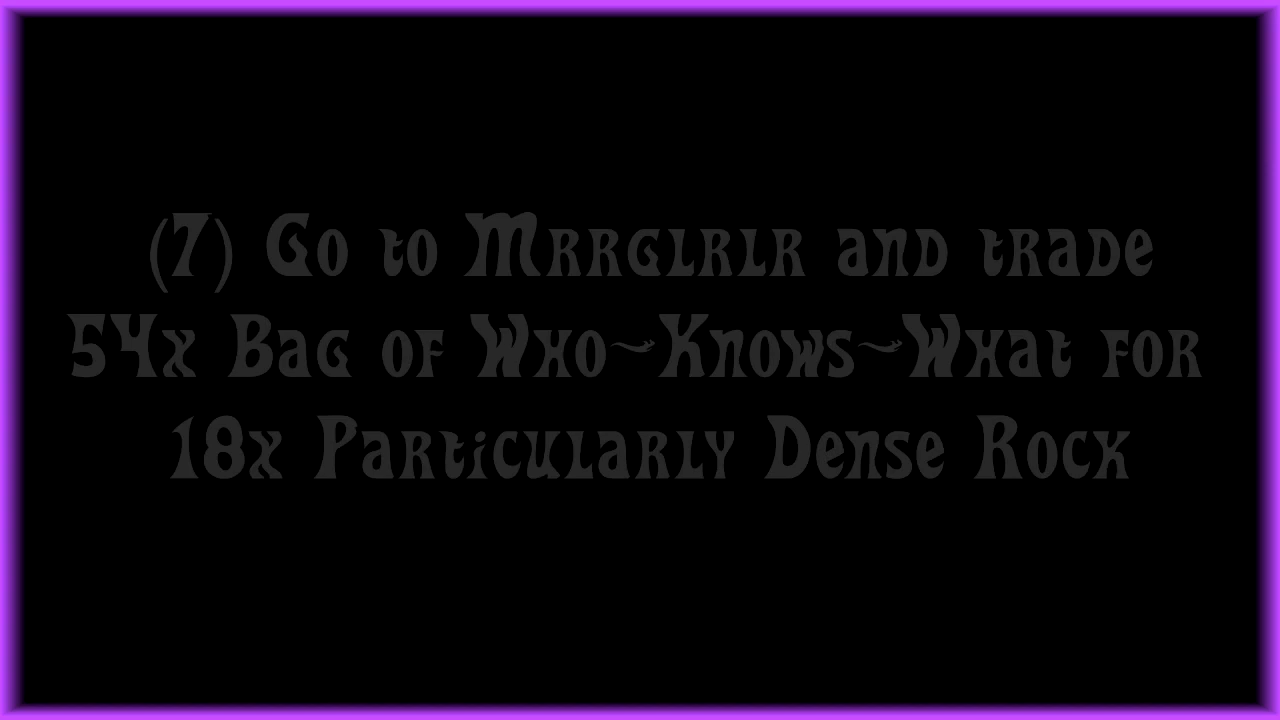 (7) Go to Mrrglrlr and trade
54x Bag of Who~Knows~What for
18x Particularly Dense Rock